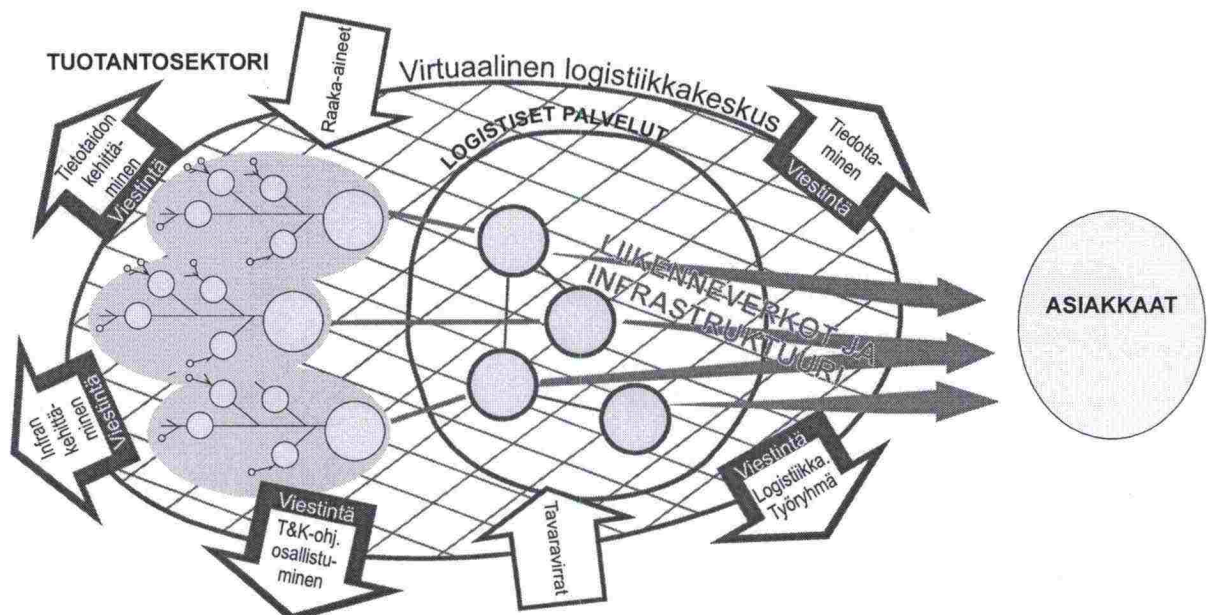 TUOTANTOSEKTORI
Raaka-aineet
Virtuaalinen logistiikkakeskus
LOGISTISET PALVELUT
Tietotaidon
kehittä-
minen
Viestintä
Tiedotta-
minen
Viestintä
LIIKENNEVERKOT JA
INFRASTRUKTUURI
ASIAKKAAT
Infran
kehittä-
minen
Viestintä
Viestintä
T&K-ohj.
osallistu-
minen
Tavaravirrat
Viestintä
Logistiikka.
Työryhmä